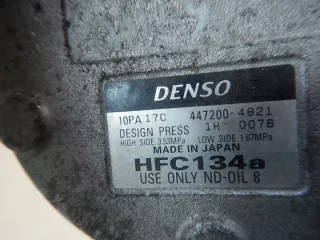 DENSO
10PA17C 447200-4821
DESIGN PRESS 1H 0076
HIGH SIDE 3.53MPa LOW SIDE 1.67MPa
MADE IN JAPAN
HFC134a
USE ONLY ND-OIL 8